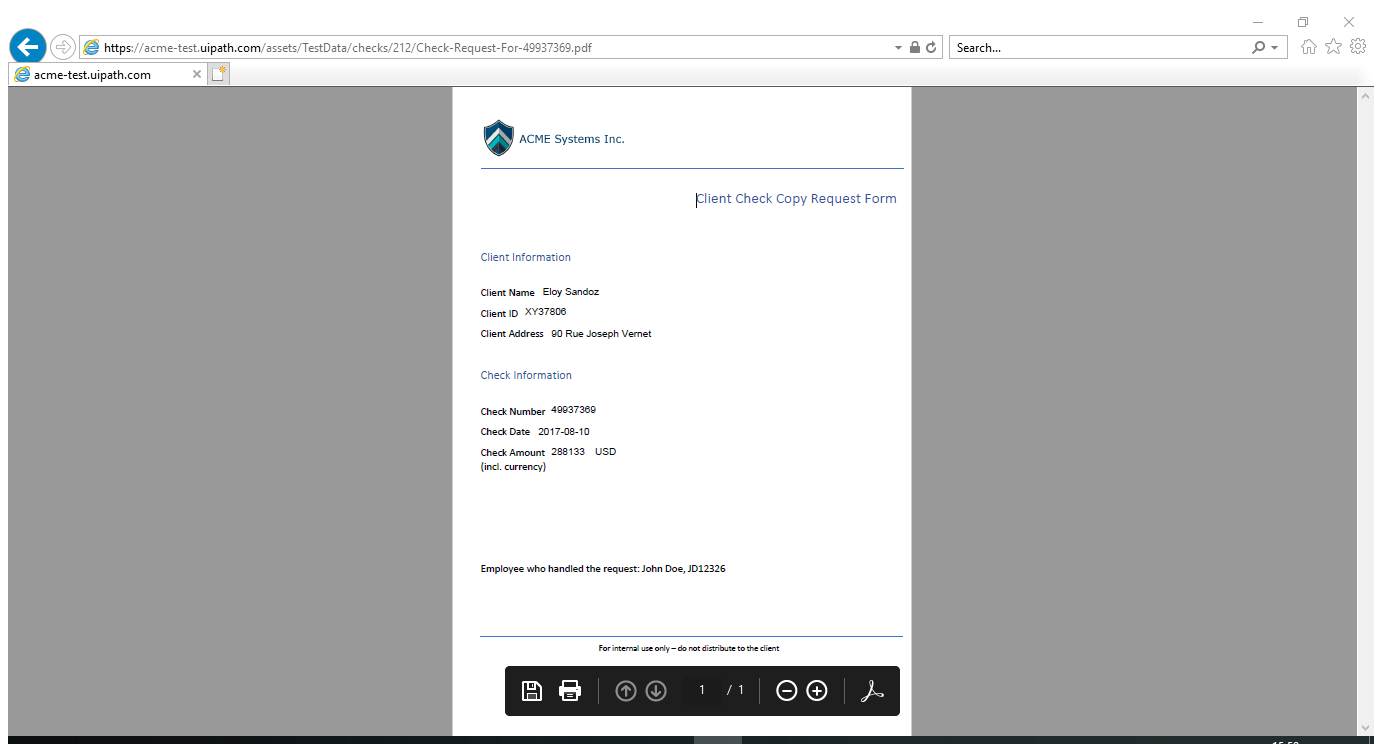 https://acme-test.uipath.com/assets/TestData/checks/212/Check-Request-For-49937369.pdf
Search...
acme-test.uipath.com
ACME Systems Inc.
Client Check Copy Request Form
Client Information
Client Name Eloy Sandoz
Client ID XY37806
Client Address 90 Rue Joseph Vernet
Check Information
Check Number 49937369
Check Date 2017-08-10
Check Amount 288133 USD
(incl. currency)
Employee who handled the request: John Doe, JD12326
For internal use only – do not distribute to the client
1 / 1